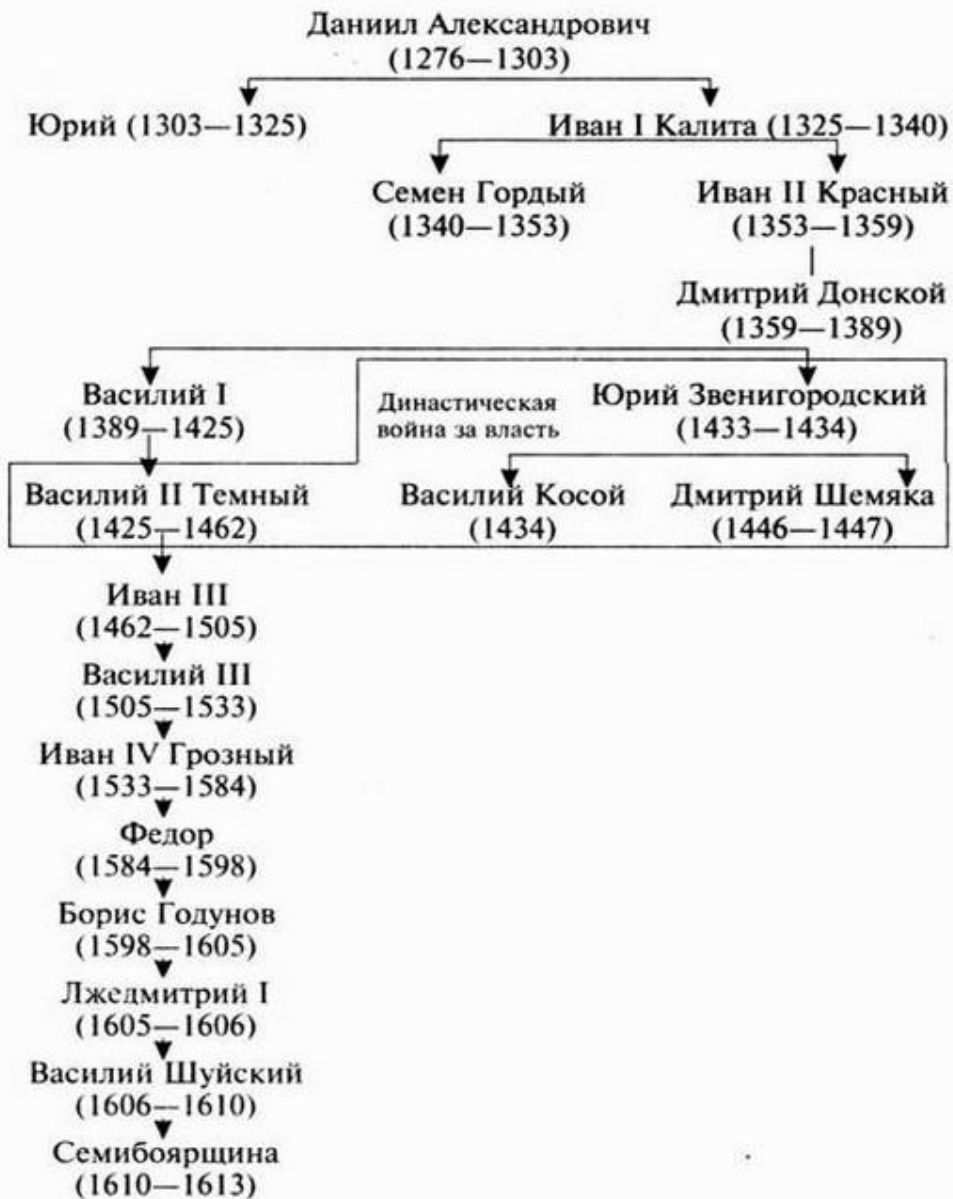 Даниил Александрович
(1276—1303)
Юрий (1303—1325)
Иван I Калита (1325—1340)
Семен Гордый
(1340—1353)
Иван II Красный
(1353—1359)
Дмитрий Донской
(1359—1389)
Василий I
(1389—1425)
Династическая
война за власть
Юрий Звенигородский
(1433—1434)
Василий II Темный
(1425—1462)
Василий Косой
(1434)
Дмитрий Шемяка
(1446—1447)
Иван III
(1462—1505)
Василий III
(1505—1533)
Иван IV Грозный
(1533—1584)
Федор
(1584—1598)
Борис Годунов
(1598—1605)
Лжедмитрий I
(1605—1606)
Василий Шуйский
(1606—1610)
Семибоярщина
(1610—1613)